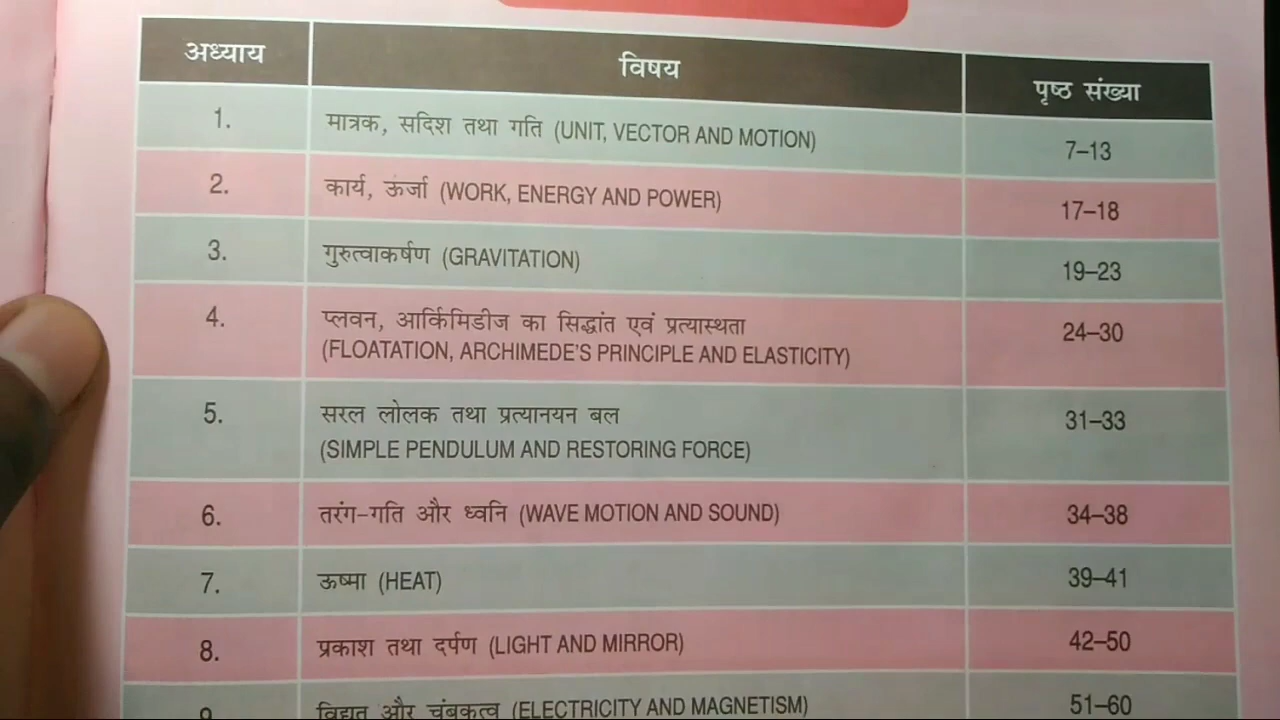 अध्याय विषय पृष्ठ संख्या
1. मात्रक, सदिश तथा गति (UNIT, VECTOR AND MOTION) 7–13
2. कार्य, ऊर्जा (WORK, ENERGY AND POWER) 17–18
3. गुरुत्वाकर्षण (GRAVITATION) 19–23
4. प्लवन, आर्किमिडीज का सिद्धांत एवं प्रत्यास्थता 24–30
(FLOATATION, ARCHIMEDE'S PRINCIPLE AND ELASTICITY)
5. सरल लोलक तथा प्रत्यानयन बल 31–33
(SIMPLE PENDULUM AND RESTORING FORCE)
6. तरंग-गति और ध्वनि (WAVE MOTION AND SOUND) 34–38
7. ऊष्मा (HEAT) 39–41
8. प्रकाश तथा दर्पण (LIGHT AND MIRROR) 42–50
9. विद्युत और चुंबकत्व (ELECTRICITY AND MAGNETISM) 51–60